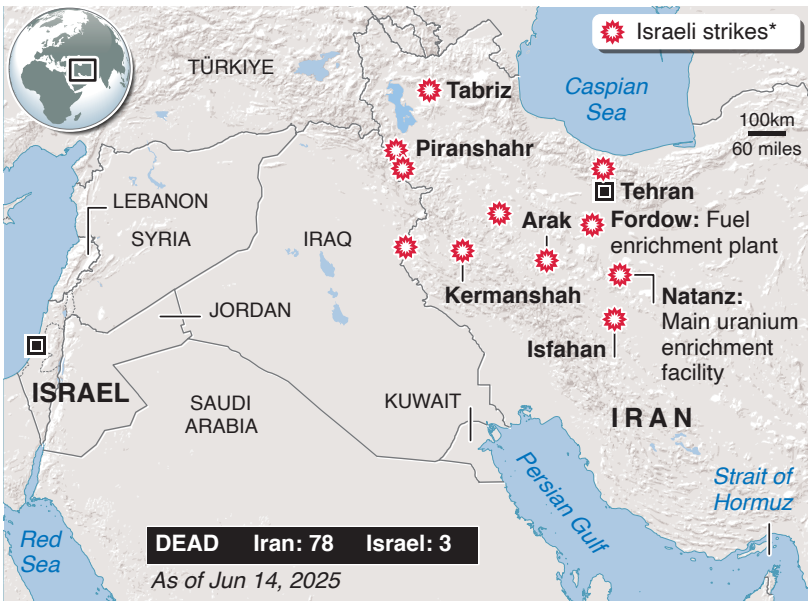 Israeli strikes*
TÜRKIYE
Tabriz
Caspian
Sea
100km
60 miles
Piranshahr
Tehran
LEBANON
SYRIA
IRAQ
Arak
Fordow: Fuel
enrichment plant
Kermanshah
JORDAN
Natanz:
Main uranium
enrichment
facility
Isfahan
ISRAEL
SAUDI
ARABIA
KUWAIT
IRAN
Persian Gulf
Strait of
Hormuz
Red
Sea
DEAD Iran: 78 Israel: 3
As of Jun 14, 2025